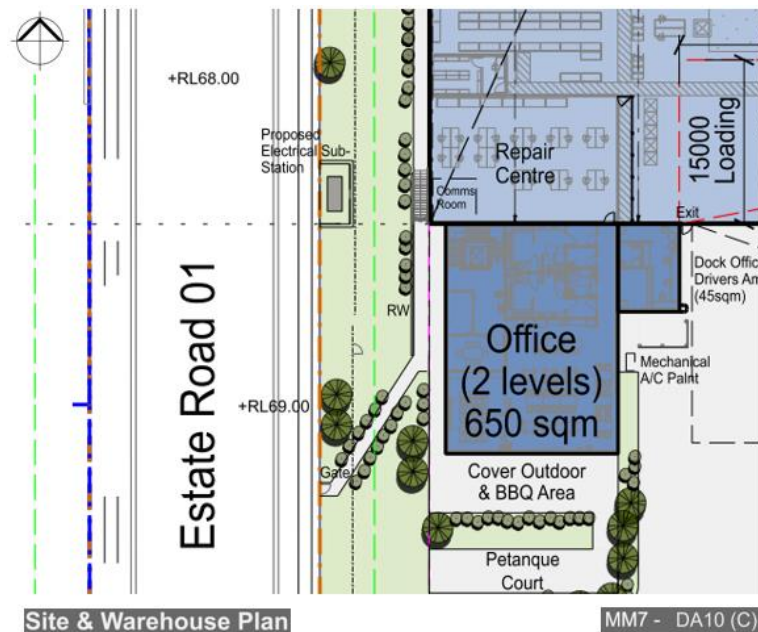 +RL68.00
Proposed
Electrical Sub-
Station
Repair
Centre
Comms
Room
15000
Loading
Exit
Dock Offic
Drivers Am
(45sqm)
Estate Road 01
RW
Office
(2 levels)
650 sqm
Mechanical
A/C Palnt
+RL69.00
Gate
Cover Outdoor
& BBQ Area
Petanque
Court
Site & Warehouse Plan
MM7 - DA10 (C)